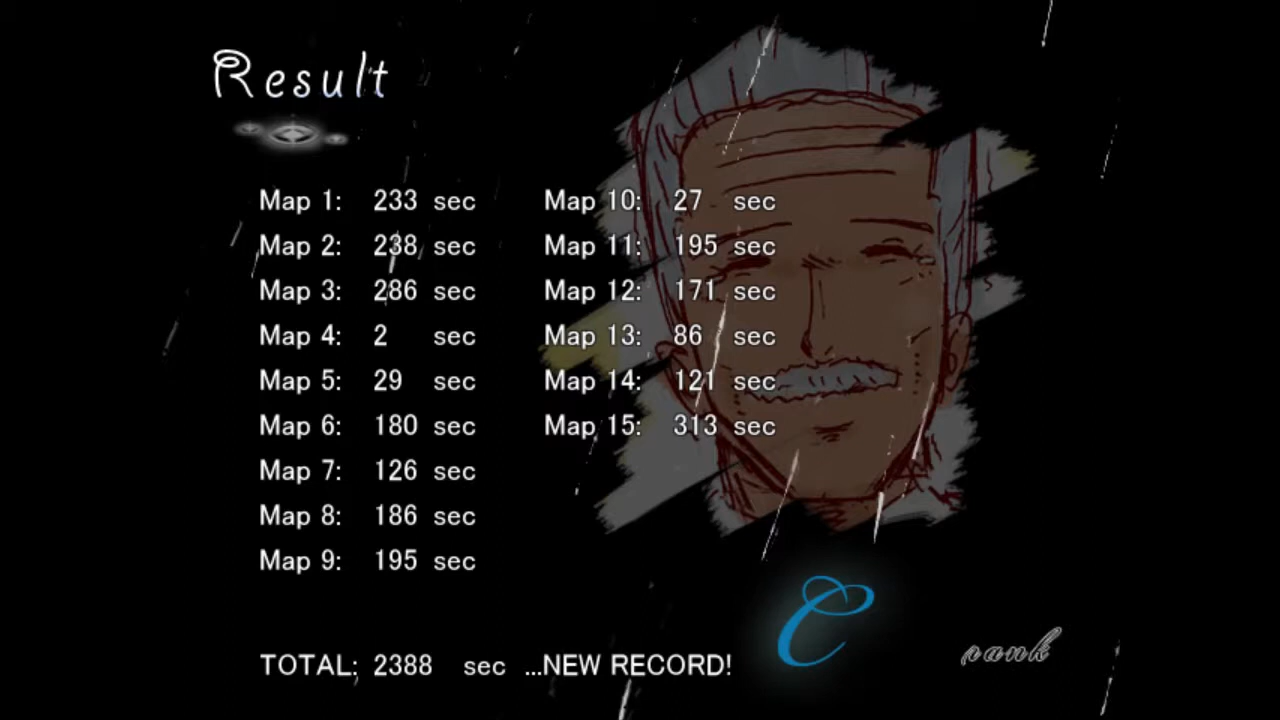 Result
Map 1: 233 sec
Map 2: 238 sec
Map 3: 286 sec
Map 4: 2 sec
Map 5: 29 sec
Map 6: 180 sec
Map 7: 126 sec
Map 8: 186 sec
Map 9: 195 sec
Map 10: 27 sec
Map 11: 195 sec
Map 12: 171 sec
Map 13: 86 sec
Map 14: 121 sec
Map 15: 313 sec
TOTAL: 2388 sec ...NEW RECORD!
C rank